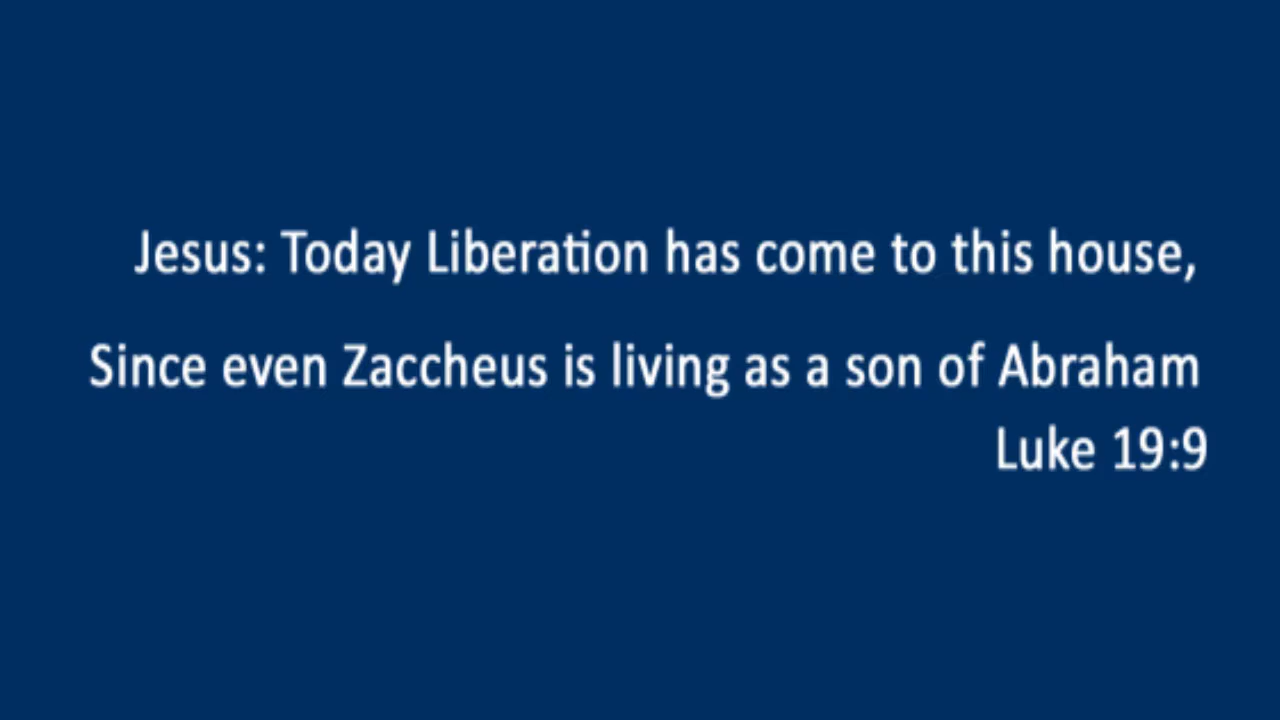 Jesus: Today Liberation has come to this house,
Since even Zaccheus is living as a son of Abraham
Luke 19:9